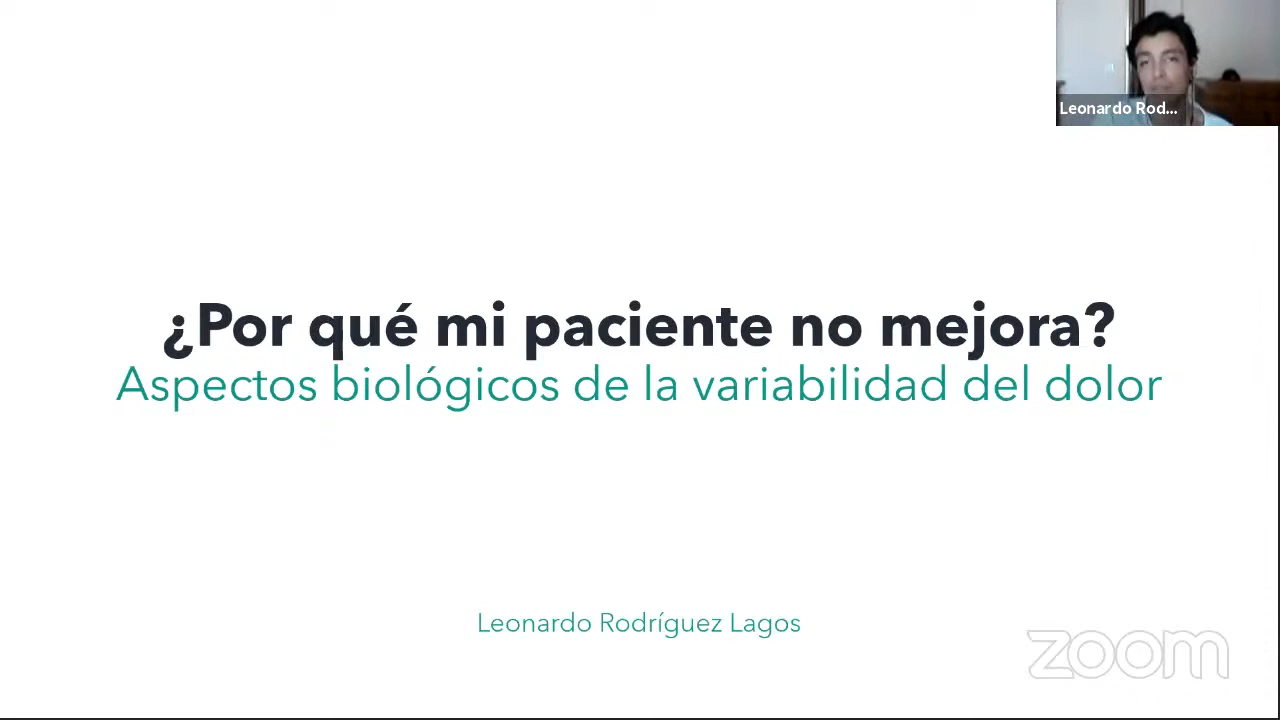 Leonardo Rod...
¿Por qué mi paciente no mejora?
Aspectos biológicos de la variabilidad del dolor
Leonardo Rodríguez Lagos
zoom